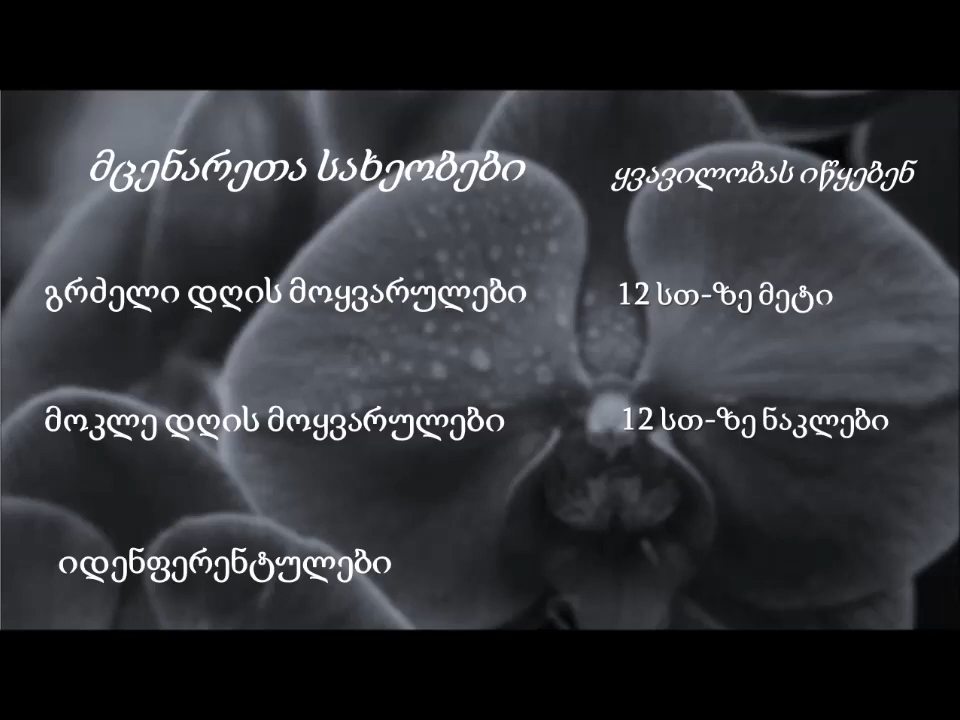 მცენარეთა სახეობები ყვავილობას იწყებენ
გრძელი დღის მოყვარულები 12 სთ-ზე მეტი
მოკლე დღის მოყვარულები 12 სთ-ზე ნაკლები
იდენფერენტულები